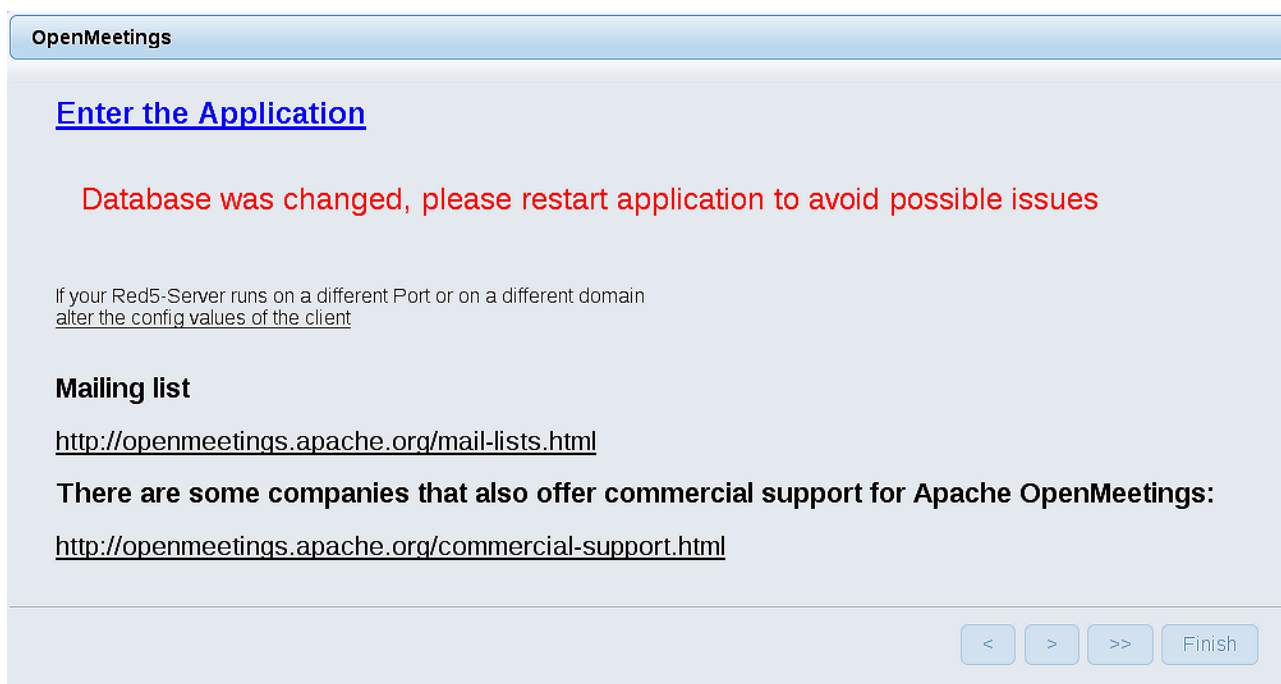 OpenMeetings
Enter the Application
Database was changed, please restart application to avoid possible issues
If your Red5-Server runs on a different Port or on a different domain
alter the config values of the client
Mailing list
http://openmeetings.apache.org/mail-lists.html
There are some companies that also offer commercial support for Apache OpenMeetings:
http://openmeetings.apache.org/commercial-support.html
< > >> Finish